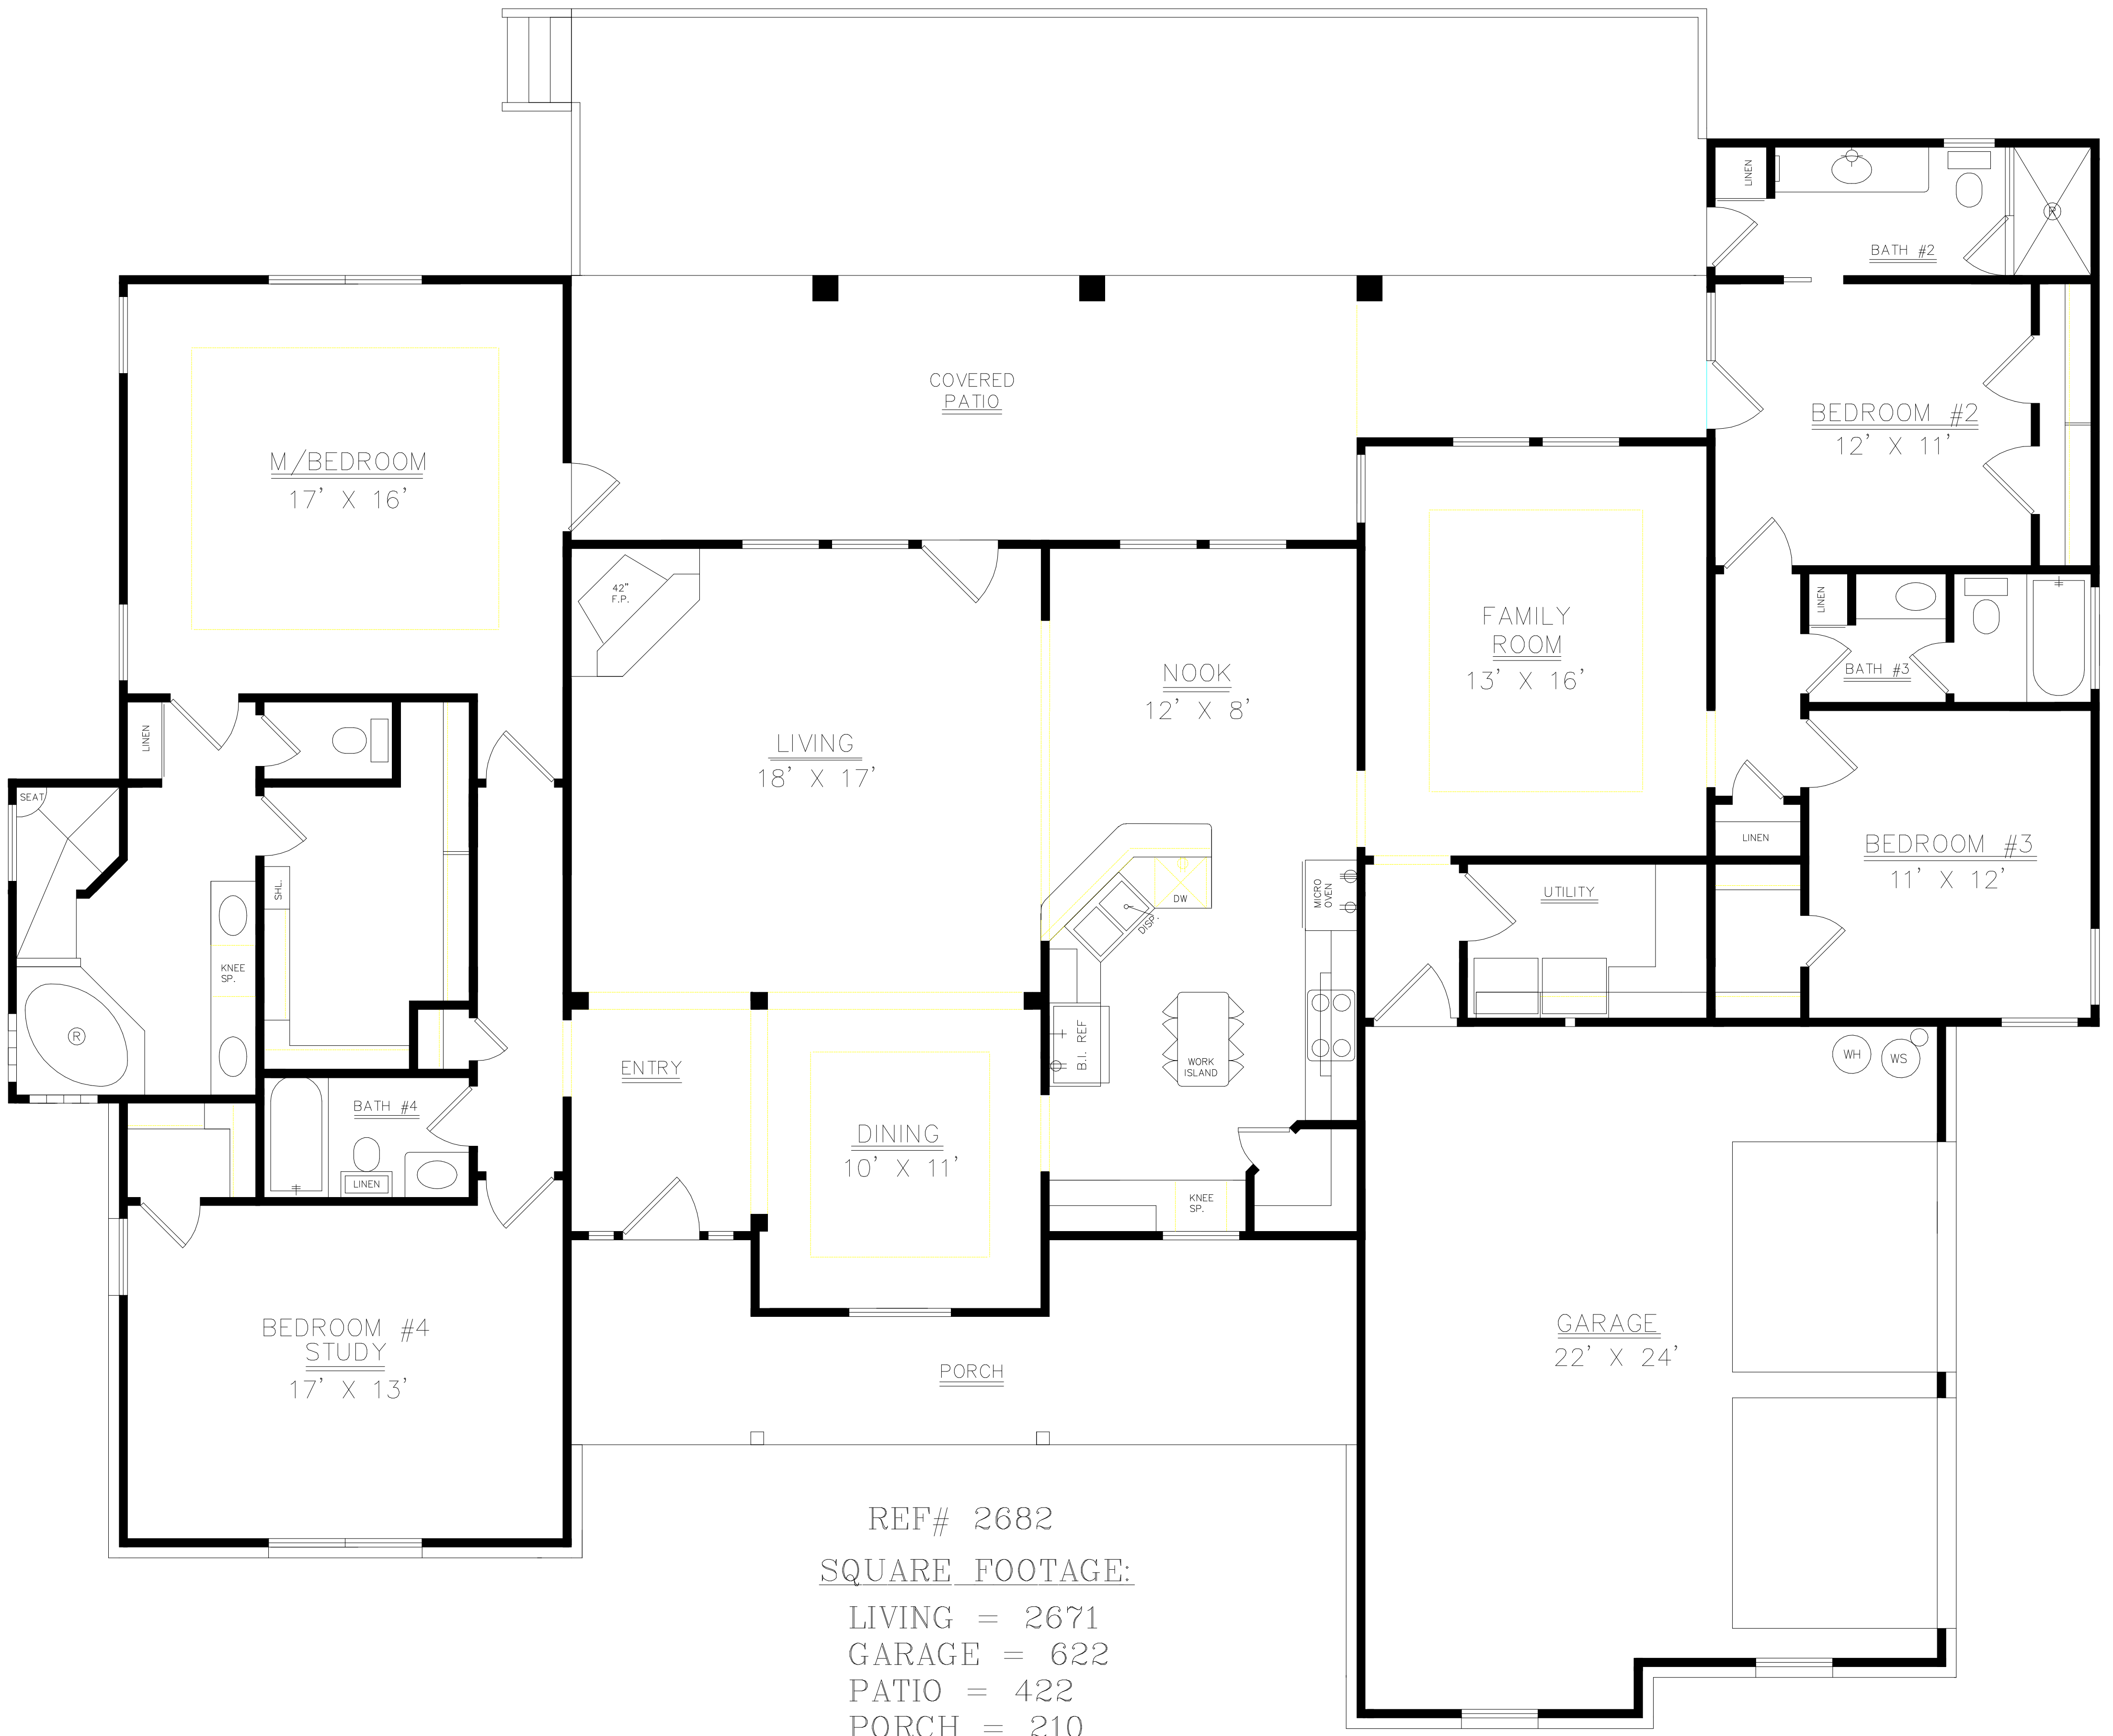 LINEN
BATH #2
P
COVERED
PATIO
BEDROOM #2
12' X 11'
M/BEDROOM
17' X 16'
42"
F.P.
FAMILY
ROOM
13' X 16'
LINEN
BATH #3
NOOK
12' X 8'
LINEN
LIVING
18' X 17'
SEAT
LINEN
BEDROOM #3
11' X 12'
SHL.
MICRO
OVEN
UTILITY
DW
DISP.
KNEE
SP.
R
B.I. REF
WORK
ISLAND
ENTRY
WH
WS
BATH #4
LINEN
DINING
10' X 11'
KNEE
SP.
BEDROOM #4
STUDY
17' X 13'
PORCH
GARAGE
22' X 24'
REF# 2682
SQUARE FOOTAGE:
LIVING = 2671
GARAGE = 622
PATIO = 422
PORCH = 210